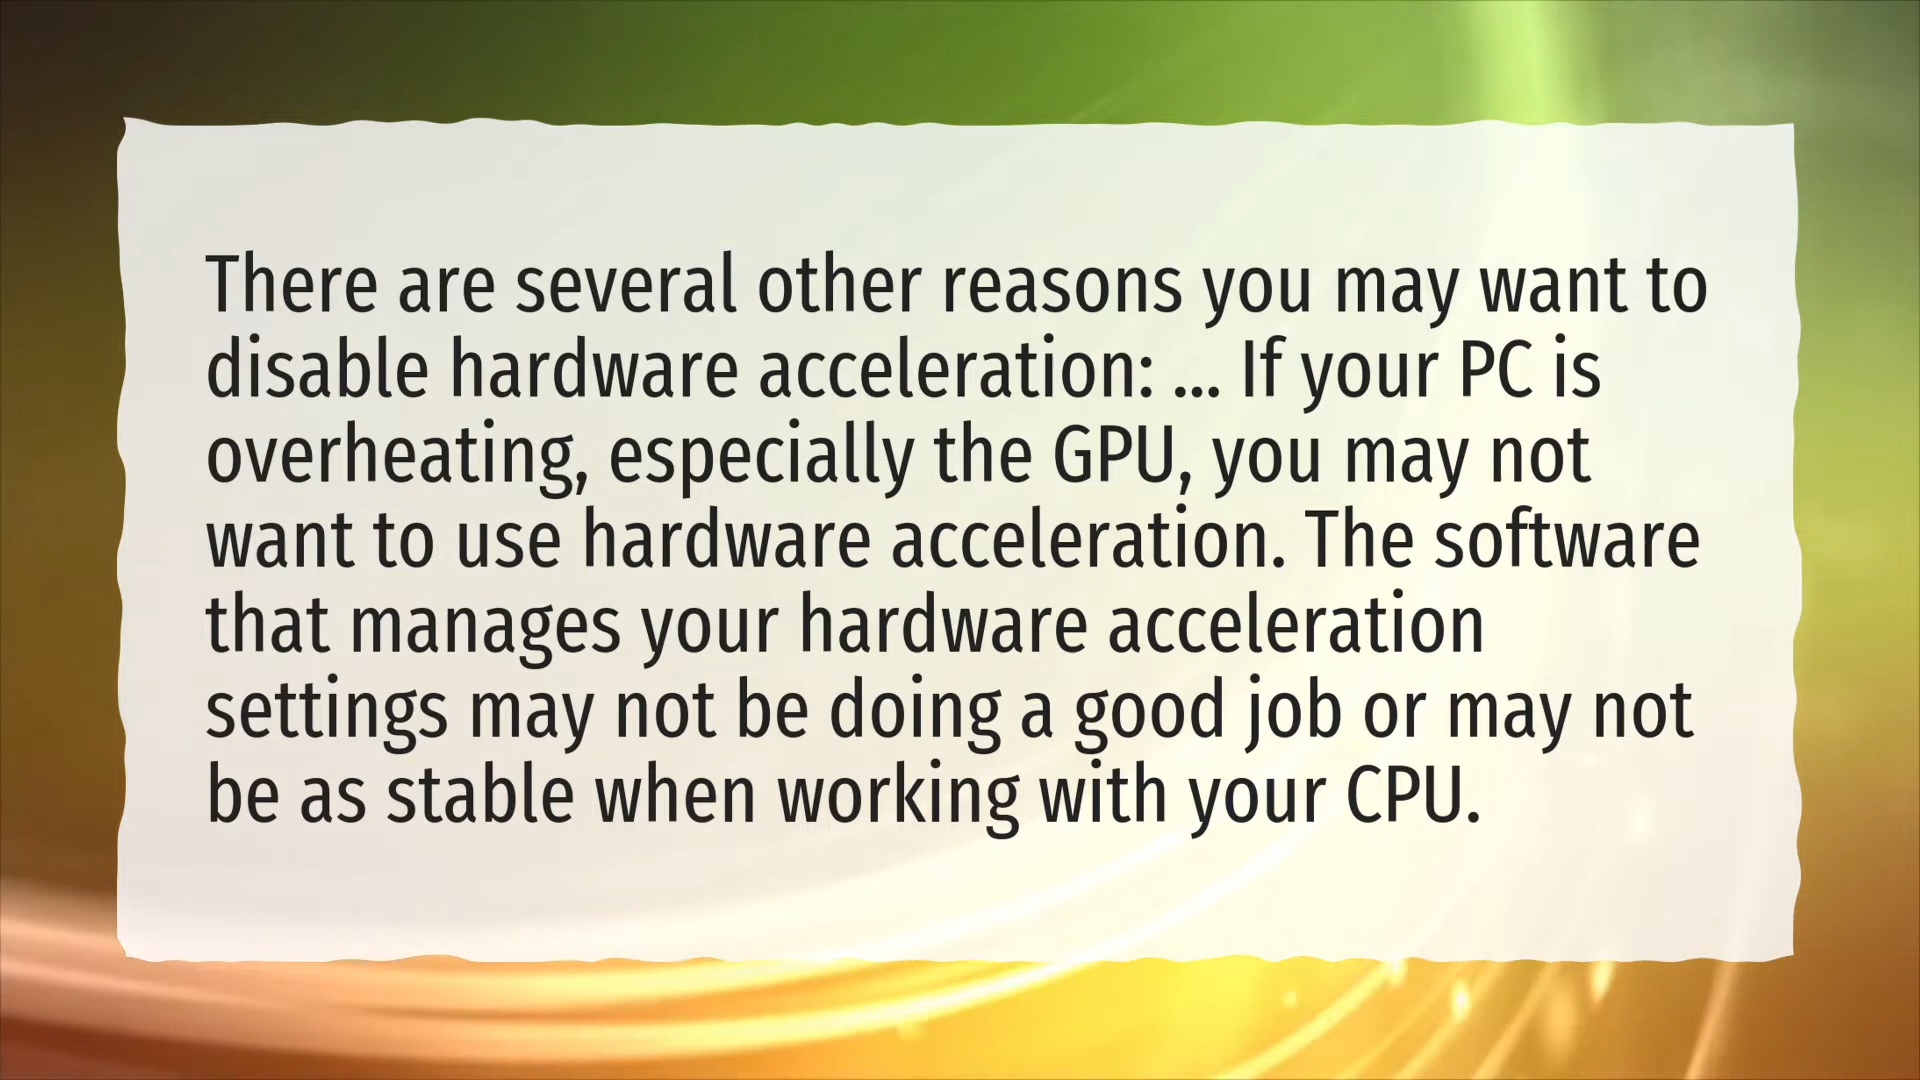 There are several other reasons you may want to
disable hardware acceleration: ... If your PC is
overheating, especially the GPU, you may not
want to use hardware acceleration. The software
that manages your hardware acceleration
settings may not be doing a good job or may not
be as stable when working with your CPU.